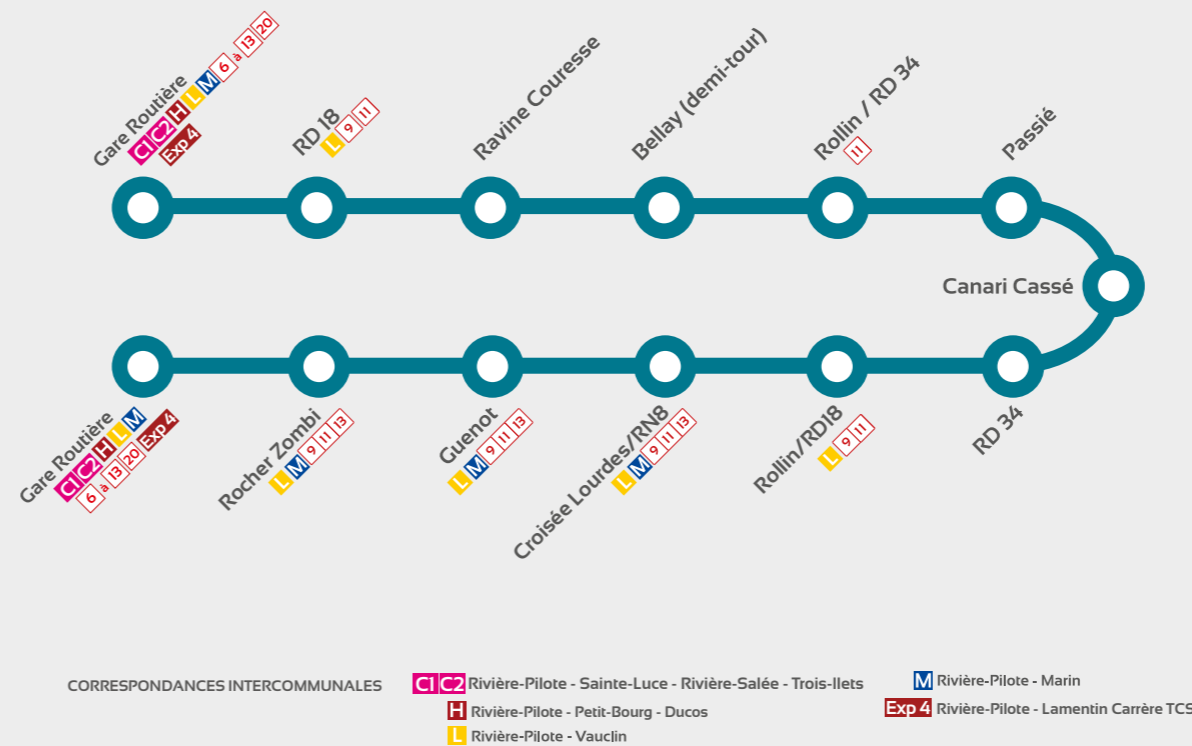 Gare Routière
C1 C2 H L M 6 à 13 20
Exp 4
RD 18
L 9 11
Ravine Couresse
Bellay (demi-tour)
Rollin / RD 34
11
Passié
Canari Cassé
Gare Routière
C1 C2 H L M
6 à 13 20 Exp 4
Rocher Zombi
L M 9 11 13
Guenot
L M 9 11 13
Croisée Lourdes/RN8
L M 9 11 13
Rollin/RD18
L 9 11
RD 34
CORRESPONDANCES INTERCOMMUNALES
C1 C2 Rivière-Pilote - Sainte-Luce - Rivière-Salée - Trois-Ilets
H Rivière-Pilote - Petit-Bourg - Ducos
L Rivière-Pilote - Vauclin
M Rivière-Pilote - Marin
Exp 4 Rivière-Pilote - Lamentin Carrère TCS